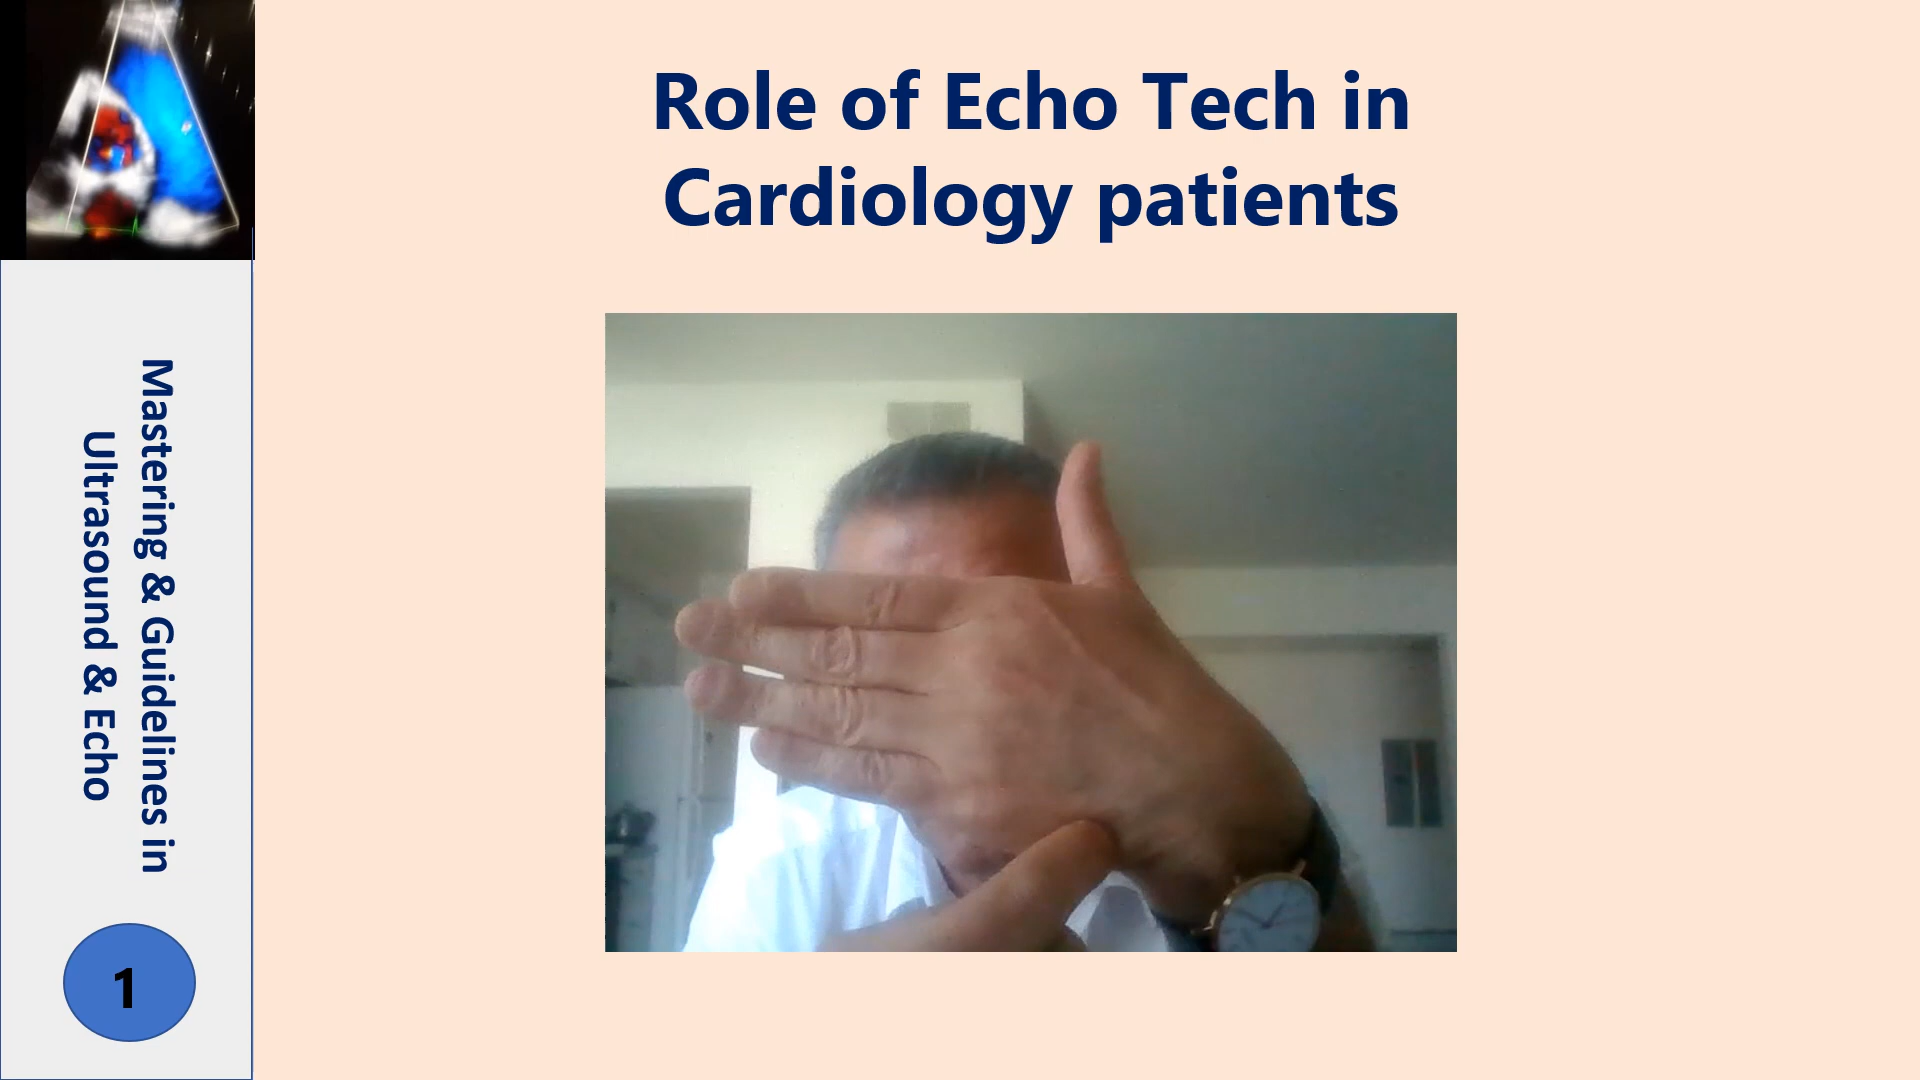 Role of Echo Tech in
Cardiology patients
Mastering & Guidelines in
Ultrasound & Echo
1